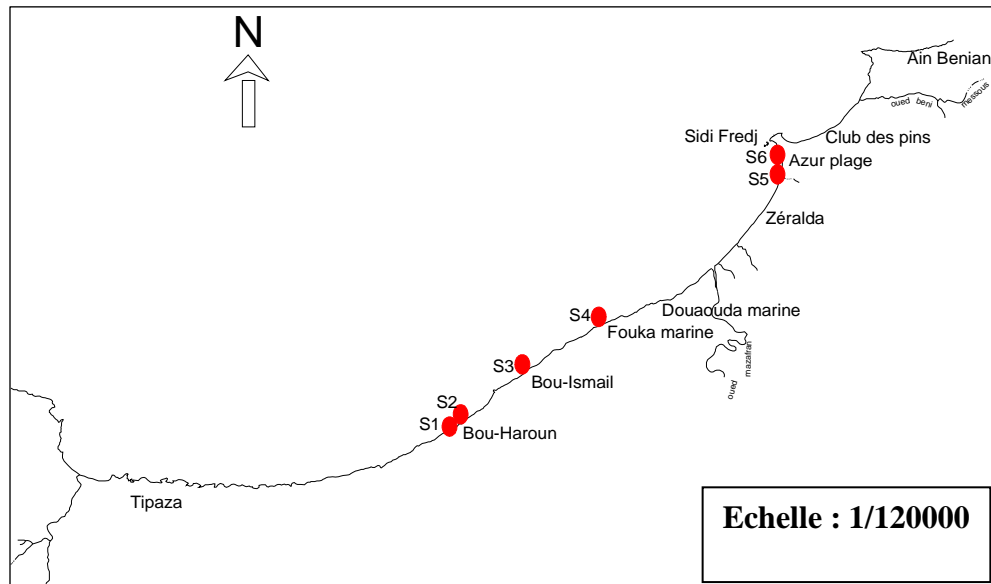 N
Ain Benian
oued beni
messous
Sidi Fredj
Club des pins
S6
Azur plage
S5
Zéralda
S4
Douaouda marine
Fouka marine
oued mazafran
S3
Bou-Ismail
S2
S1
Bou-Haroun
Tipaza
Echelle : 1/120000